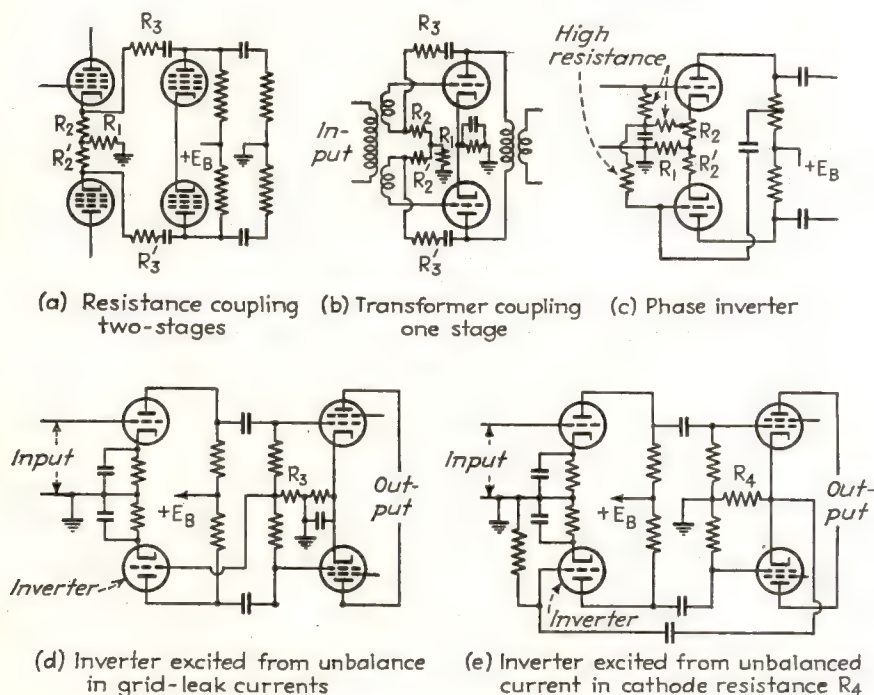 R3
R2
R1
R2'
+EB
R3'
(a) Resistance coupling
two-stages
R3
In-
put
R2
R1
R2'
R3'
(b) Transformer coupling
one stage
High
resistance
R2
R1
R2'
+EB
(c) Phase inverter
Input
+EB
R3
Out-
put
Inverter
(d) Inverter excited from unbalance
in grid-leak currents
Input
+EB
R4
Out-
put
Inverter
(e) Inverter excited from unbalanced
current in cathode resistance R4